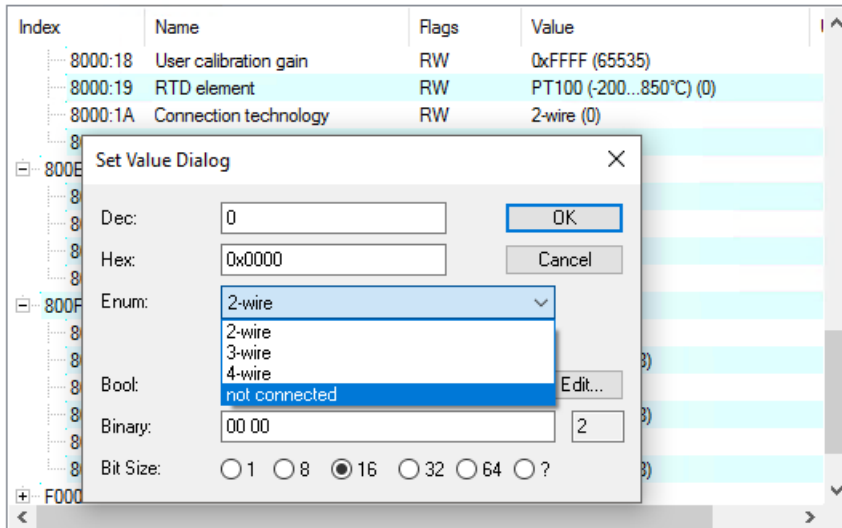 Index Name Flags Value
8000:18 User calibration gain RW 0xFFFF (65535)
8000:19 RTD element RW PT100 (-200...850°C) (0)
8000:1A Connection technology RW 2-wire (0)
Set Value Dialog
800E
Dec: 0 OK
Hex: 0x0000 Cancel
800F Enum: 2-wire
2-wire
3-wire
4-wire
Bool: not connected Edit...
Binary: 00 00 2
Bit Size: 1 8 16 32 64 ?
F000